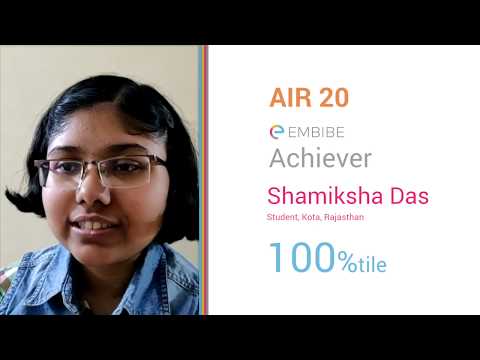 AIR 20
EMBIBE
Achiever
Shamiksha Das
Student, Kota, Rajasthan
100%tile